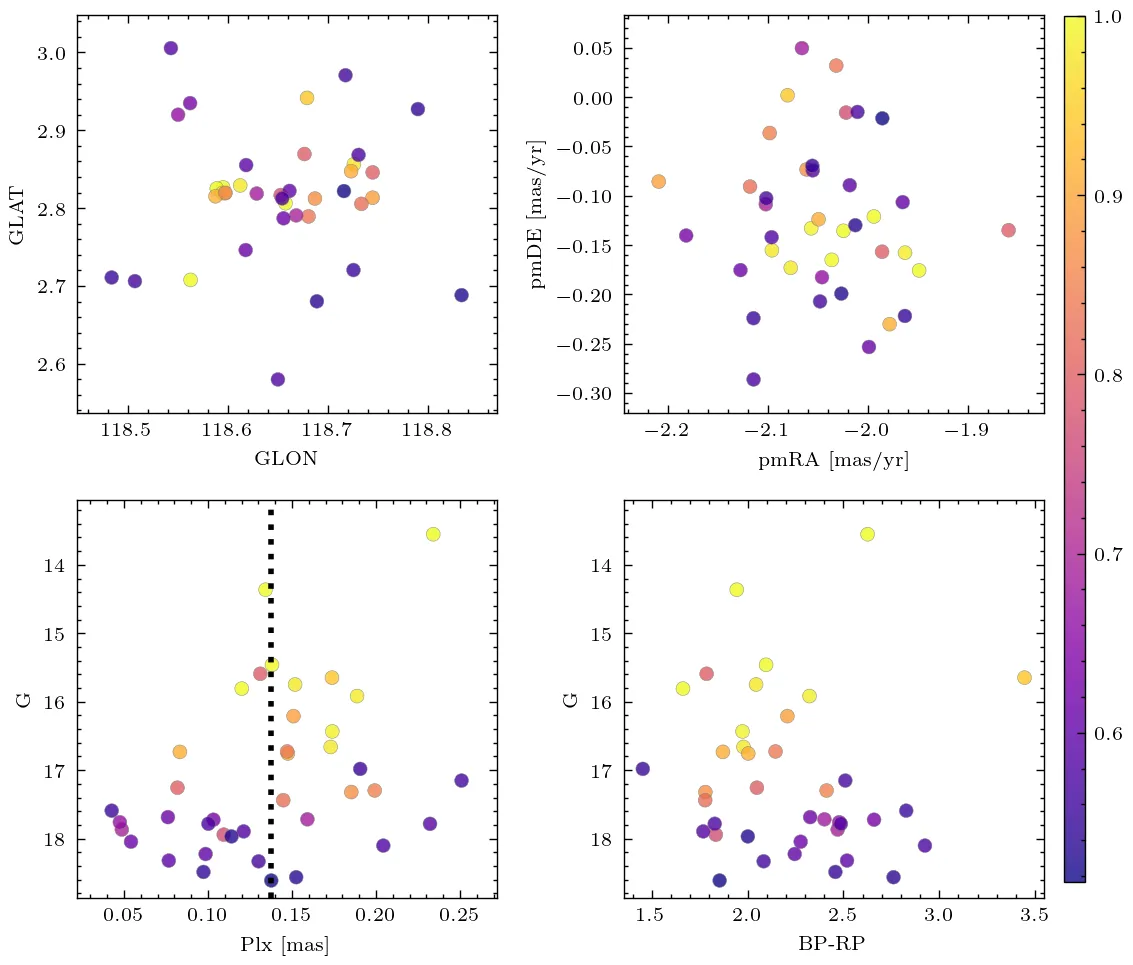 3.0
2.9
2.8
2.7
2.6
GLAT
118.5 118.6 118.7 118.8
GLON
0.05
0.00
−0.05
−0.10
−0.15
−0.20
−0.25
−0.30
pmDE [mas/yr]
−2.2 −2.1 −2.0 −1.9
pmRA [mas/yr]
14
15
16
17
18
G
0.05 0.10 0.15 0.20 0.25
Plx [mas]
14
15
16
17
18
G
1.5 2.0 2.5 3.0 3.5
BP-RP
1.0
0.9
0.8
0.7
0.6